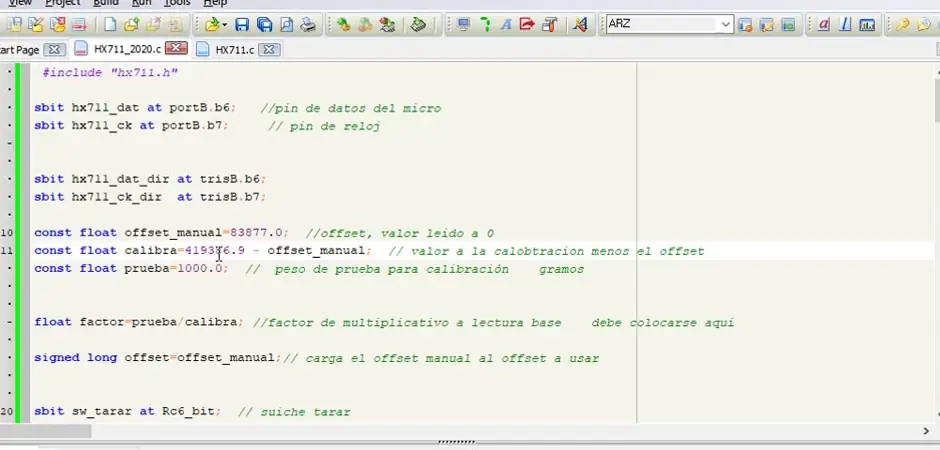 View Project Build Run Tools Help
ARZ
tart Page HX711_2020.c HX711.c
#include "hx711.h"
sbit hx711_dat at portB.b6; //pin de datos del micro
sbit hx711_ck at portB.b7; // pin de reloj
sbit hx711_dat_dir at trisB.b6;
sbit hx711_ck_dir at trisB.b7;
10 const float offset_manual=83877.0; //offset, valor leido a 0
11 const float calibra= - offset_manual; // valor a la calobtracion menos el offset
const float prueba=1000.0; // peso de prueba para calibración gramos
float factor=prueba/calibra; //factor de multiplicativo a lectura base debe colocarse aqui
signed long offset=offset_manual;// carga el offset manual al offset a usar
20 sbit sw_tarar at Rc6_bit; // suiche tarar